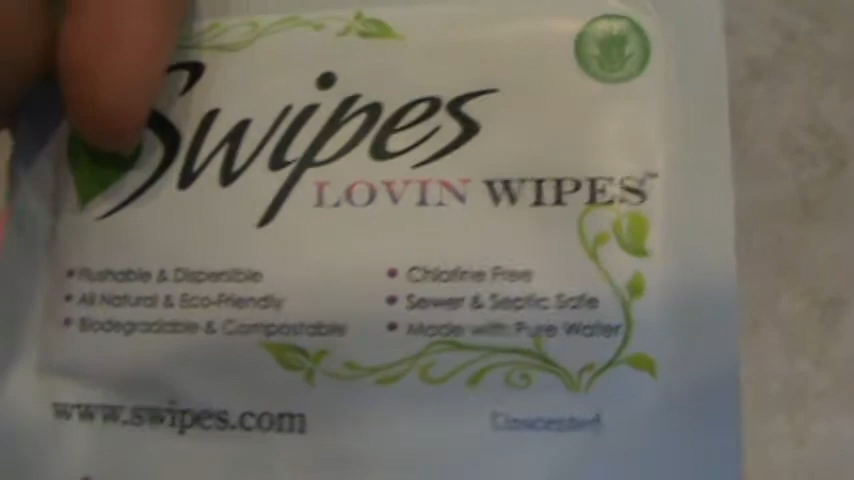 Swipes
LOVIN WIPES™
• Flushable & Dispersible
• All Natural & Eco-Friendly
• Biodegradable & Compostable
• Chlorine Free
• Sewer & Septic Safe
• Made with Pure Water
www.swipes.com
Unscented